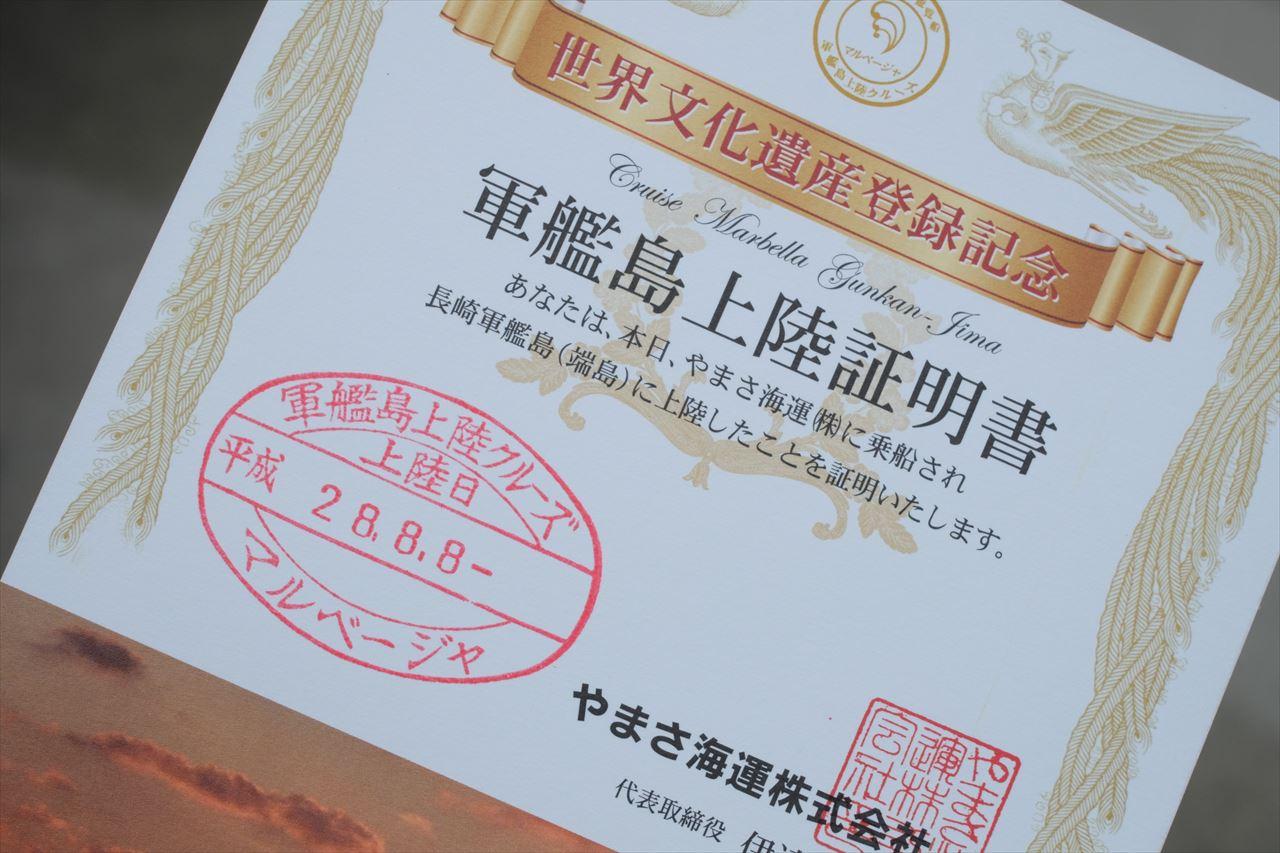 マルベージャ
軍艦島上陸クルーズ
世界文化遺産登録記念
Cruise Marbella Gunkan-Jima
軍艦島上陸証明書
あなたは、本日、やまさ海運㈱に乗船され
長崎軍艦島(端島)に上陸したことを証明いたします。
軍艦島上陸クルーズ
上陸日
平成 28.8.8-
マルベージャ
やまさ海運株式会社
代表取締役 伊達